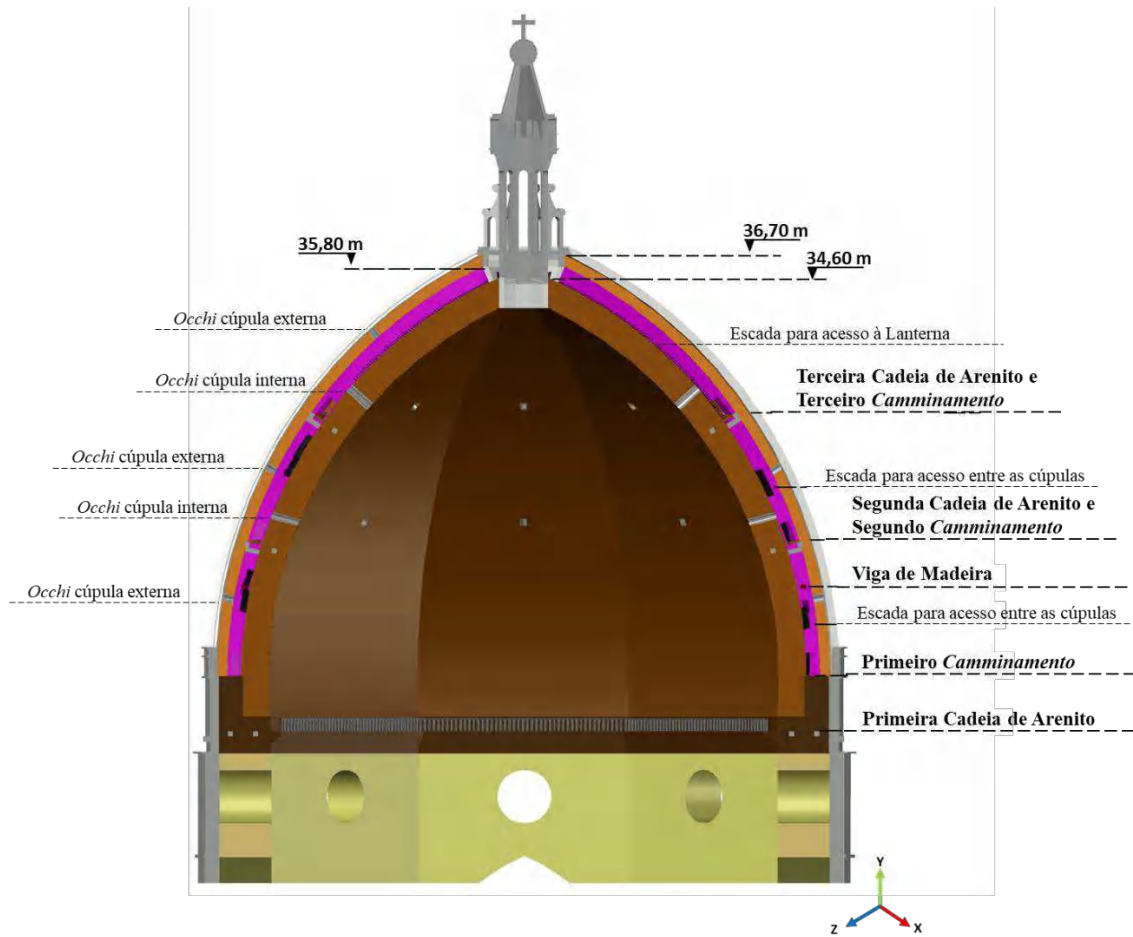 36,70 m
35,80 m
34,60 m
Occhi cúpula externa
Escada para acesso à Lanterna
Occhi cúpula interna
Terceira Cadeia de Arenito e
Terceiro Camminamento
Occhi cúpula externa
Escada para acesso entre as cúpulas
Occhi cúpula interna
Segunda Cadeia de Arenito e
Segundo Camminamento
Viga de Madeira
Occhi cúpula externa
Escada para acesso entre as cúpulas
Primeiro Camminamento
Primeira Cadeia de Arenito
Y
Z
X